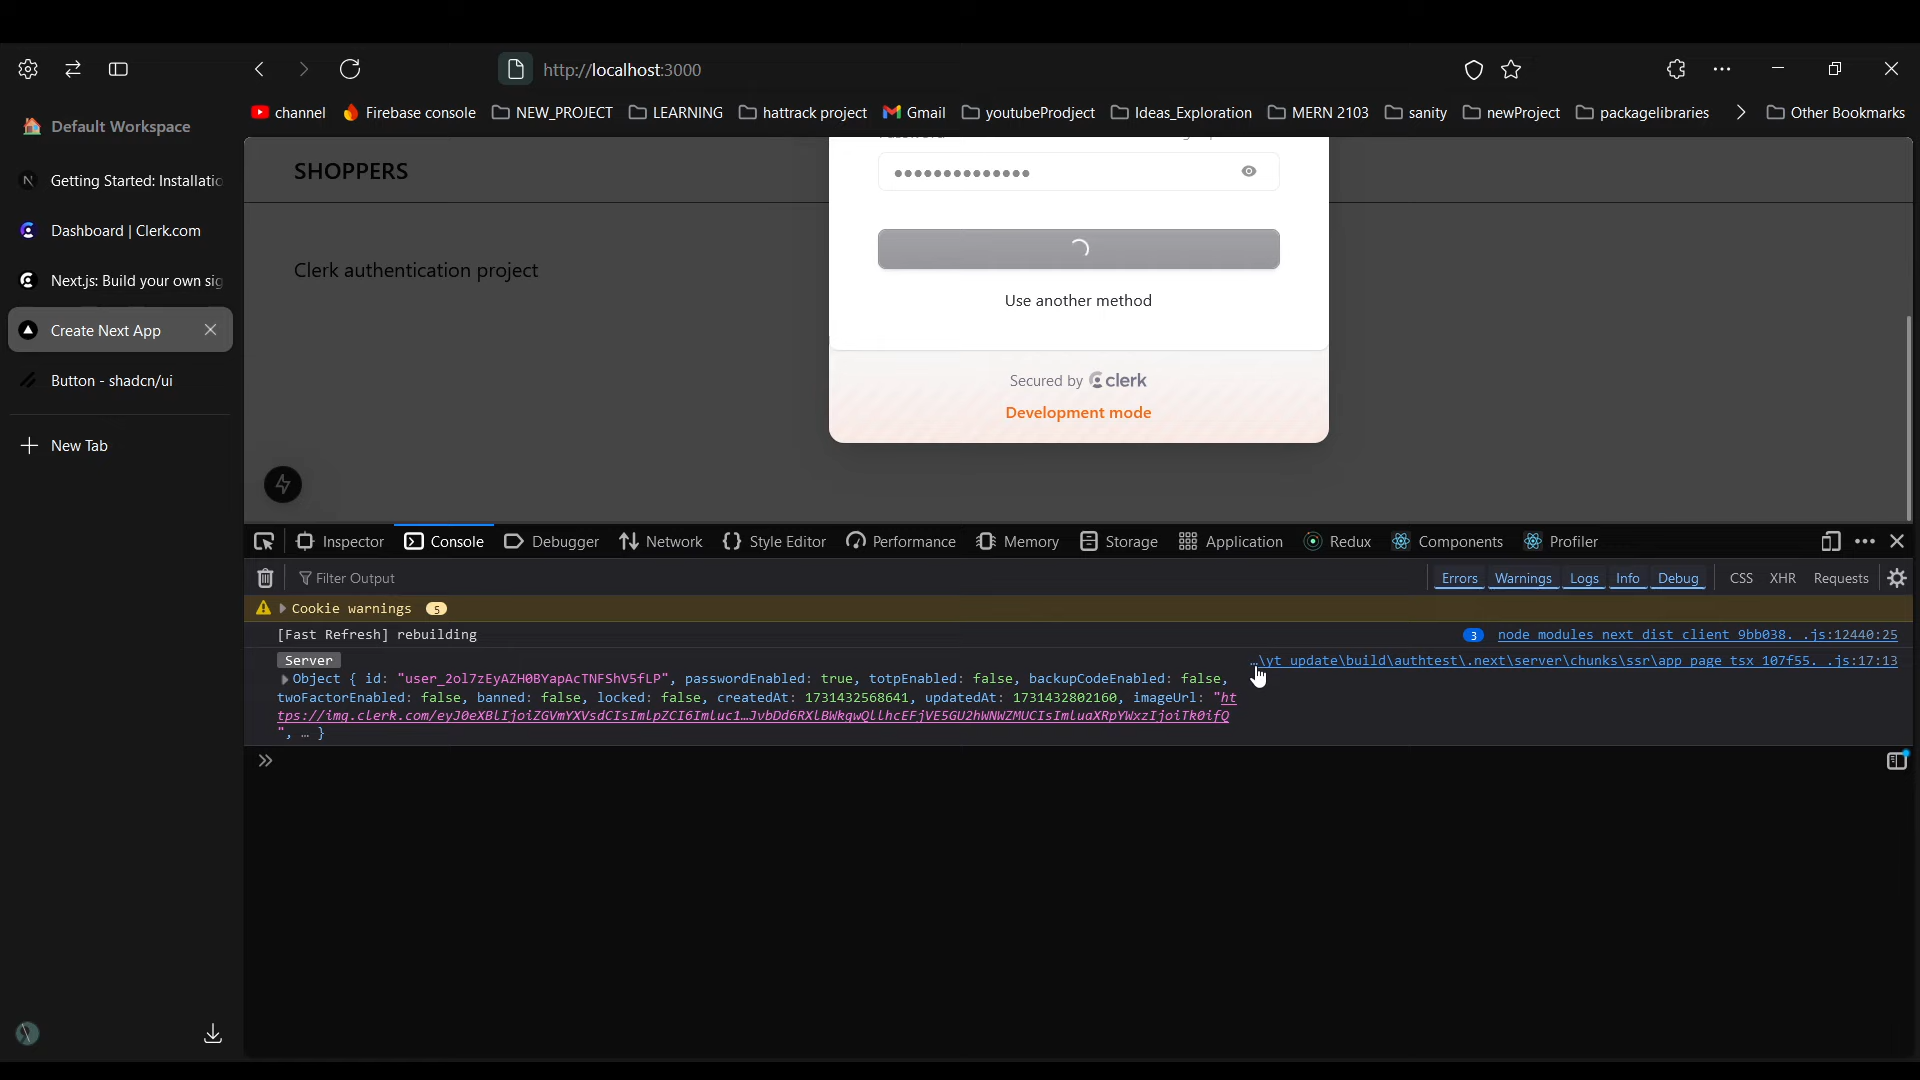 http://localhost:3000
channel
Firebase console
NEW_PROJECT
LEARNING
hattrack project
Gmail
youtubeProdject
Ideas_Exploration
MERN 2103
sanity
newProject
packagelibraries
Other Bookmarks
Default Workspace
Getting Started: Installatio
Dashboard | Clerk.com
Next.js: Build your own sig
Create Next App
Button - shadcn/ui
New Tab
SHOPPERS
Clerk authentication project
Use another method
Secured by clerk
Development mode
Inspector
Console
Debugger
Network
Style Editor
Performance
Memory
Storage
Application
Redux
Components
Profiler
Filter Output
Errors
Warnings
Logs
Info
Debug
CSS
XHR
Requests
Cookie warnings 5
[Fast Refresh] rebuilding
3 node_modules_next_dist_client_9bb038._.js:12440:25
Server
…\yt_update\build\authtest\.next\server\chunks\ssr\app_page_tsx_107f55._.js:17:13
Object { id: "user_2ol7zEyAZH0BYapAcTNFShV5fLP", passwordEnabled: true, totpEnabled: false, backupCodeEnabled: false,
twoFactorEnabled: false, banned: false, locked: false, createdAt: 1731432568641, updatedAt: 1731432802160, imageUrl: "ht
tps://img.clerk.com/eyJ0eXBlIjoiZGVmYXVsdCIsImlpZCI6Imluc1…JvbDd6RXlBWkgwQllhcEFjVE5GU2hWNWZMUCIsImluaXRpYWxzIjoiTk0ifQ
", … }